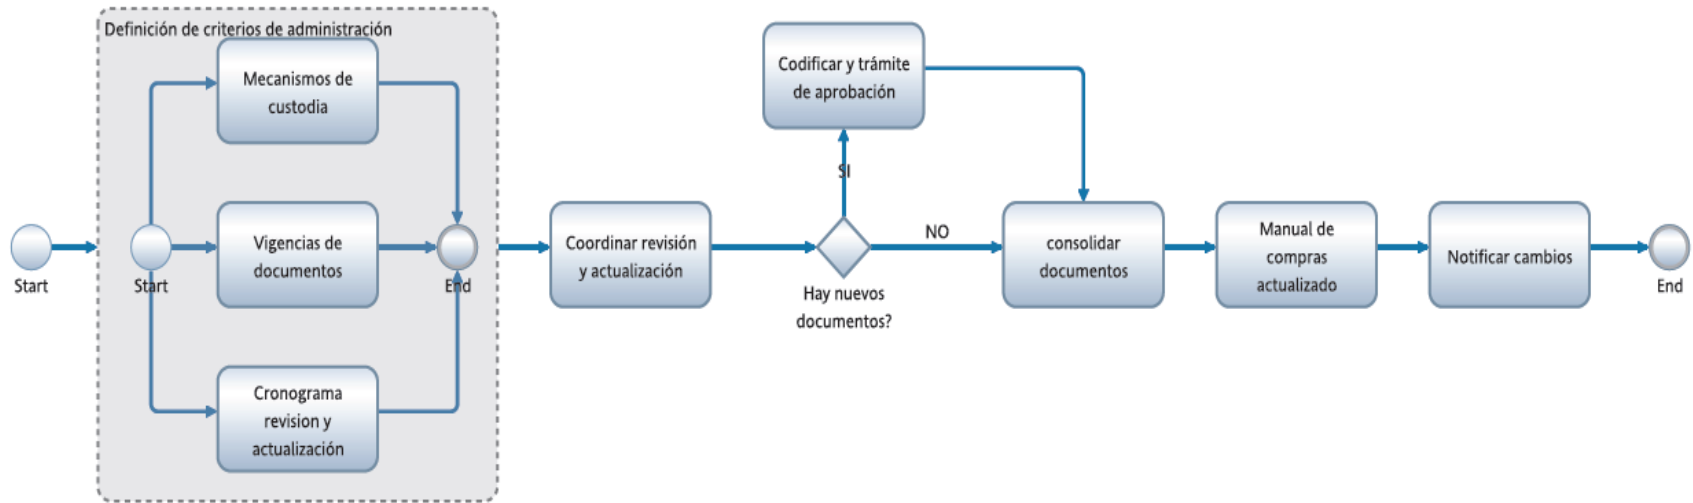 Definición de criterios de administración
Mecanismos de
custodia
Start
Start
Vigencias de
documentos
End
Cronograma
revision y
actualización
Coordinar revisión
y actualización
Codificar y trámite
de aprobación
SI
Hay nuevos
documentos?
NO
consolidar
documentos
Manual de
compras
actualizado
Notificar cambios
End